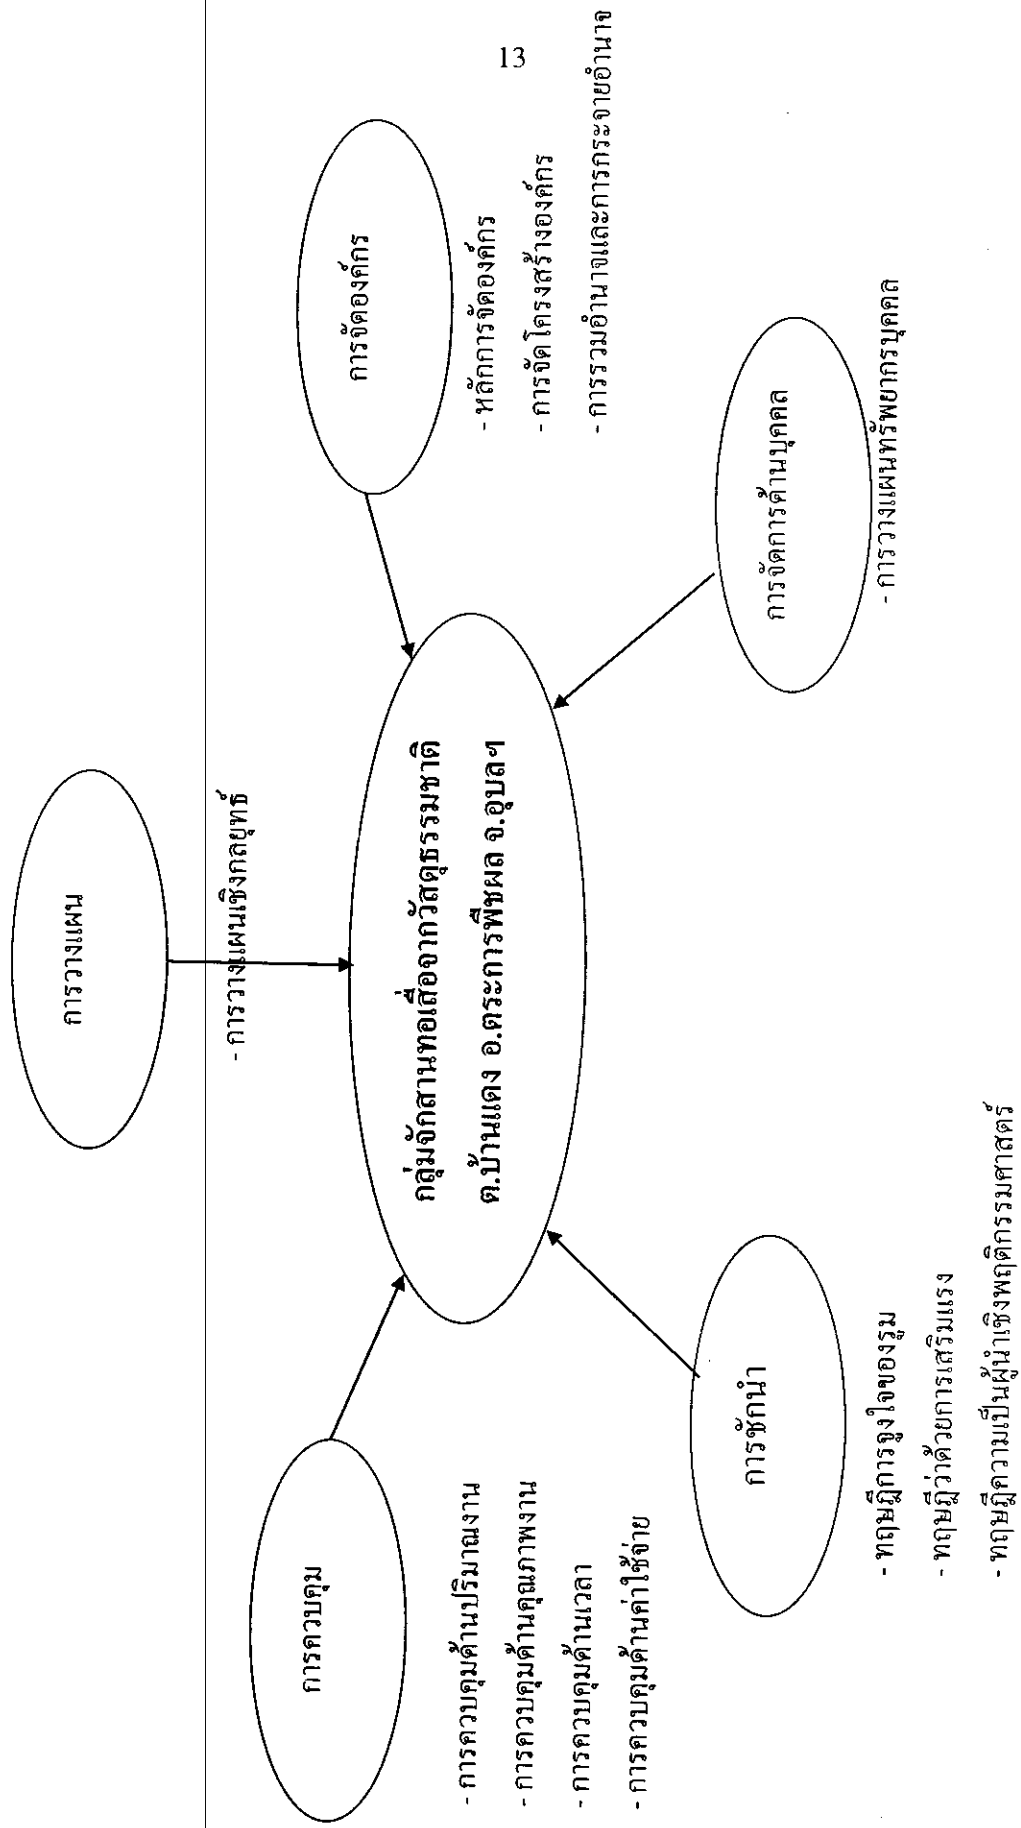 13
การวางแผน
- การวางแผนเชิงกลยุทธ์
การควบคุม
- การควบคุมด้านปริมาณงาน
- การควบคุมด้านคุณภาพงาน
- การควบคุมด้านเวลา
- การควบคุมด้านค่าใช้จ่าย
กลุ่มจักสานทอเสื่อจากวัสดุธรรมชาติ
ต.บ้านแดง อ.ตระการพืชผล จ.อุบลฯ
การจัดองค์กร
- หลักการจัดองค์กร
- การจัดโครงสร้างองค์กร
- การรวมอำนาจและการกระจายอำนาจ
การชักนำ
- ทฤษฎีการจูงใจของวูม
- ทฤษฎีว่าด้วยการเสริมแรง
- ทฤษฎีความเป็นผู้นำเชิงพฤติกรรมศาสตร์
การจัดการด้านบุคคล
- การวางแผนทรัพยากรบุคคล